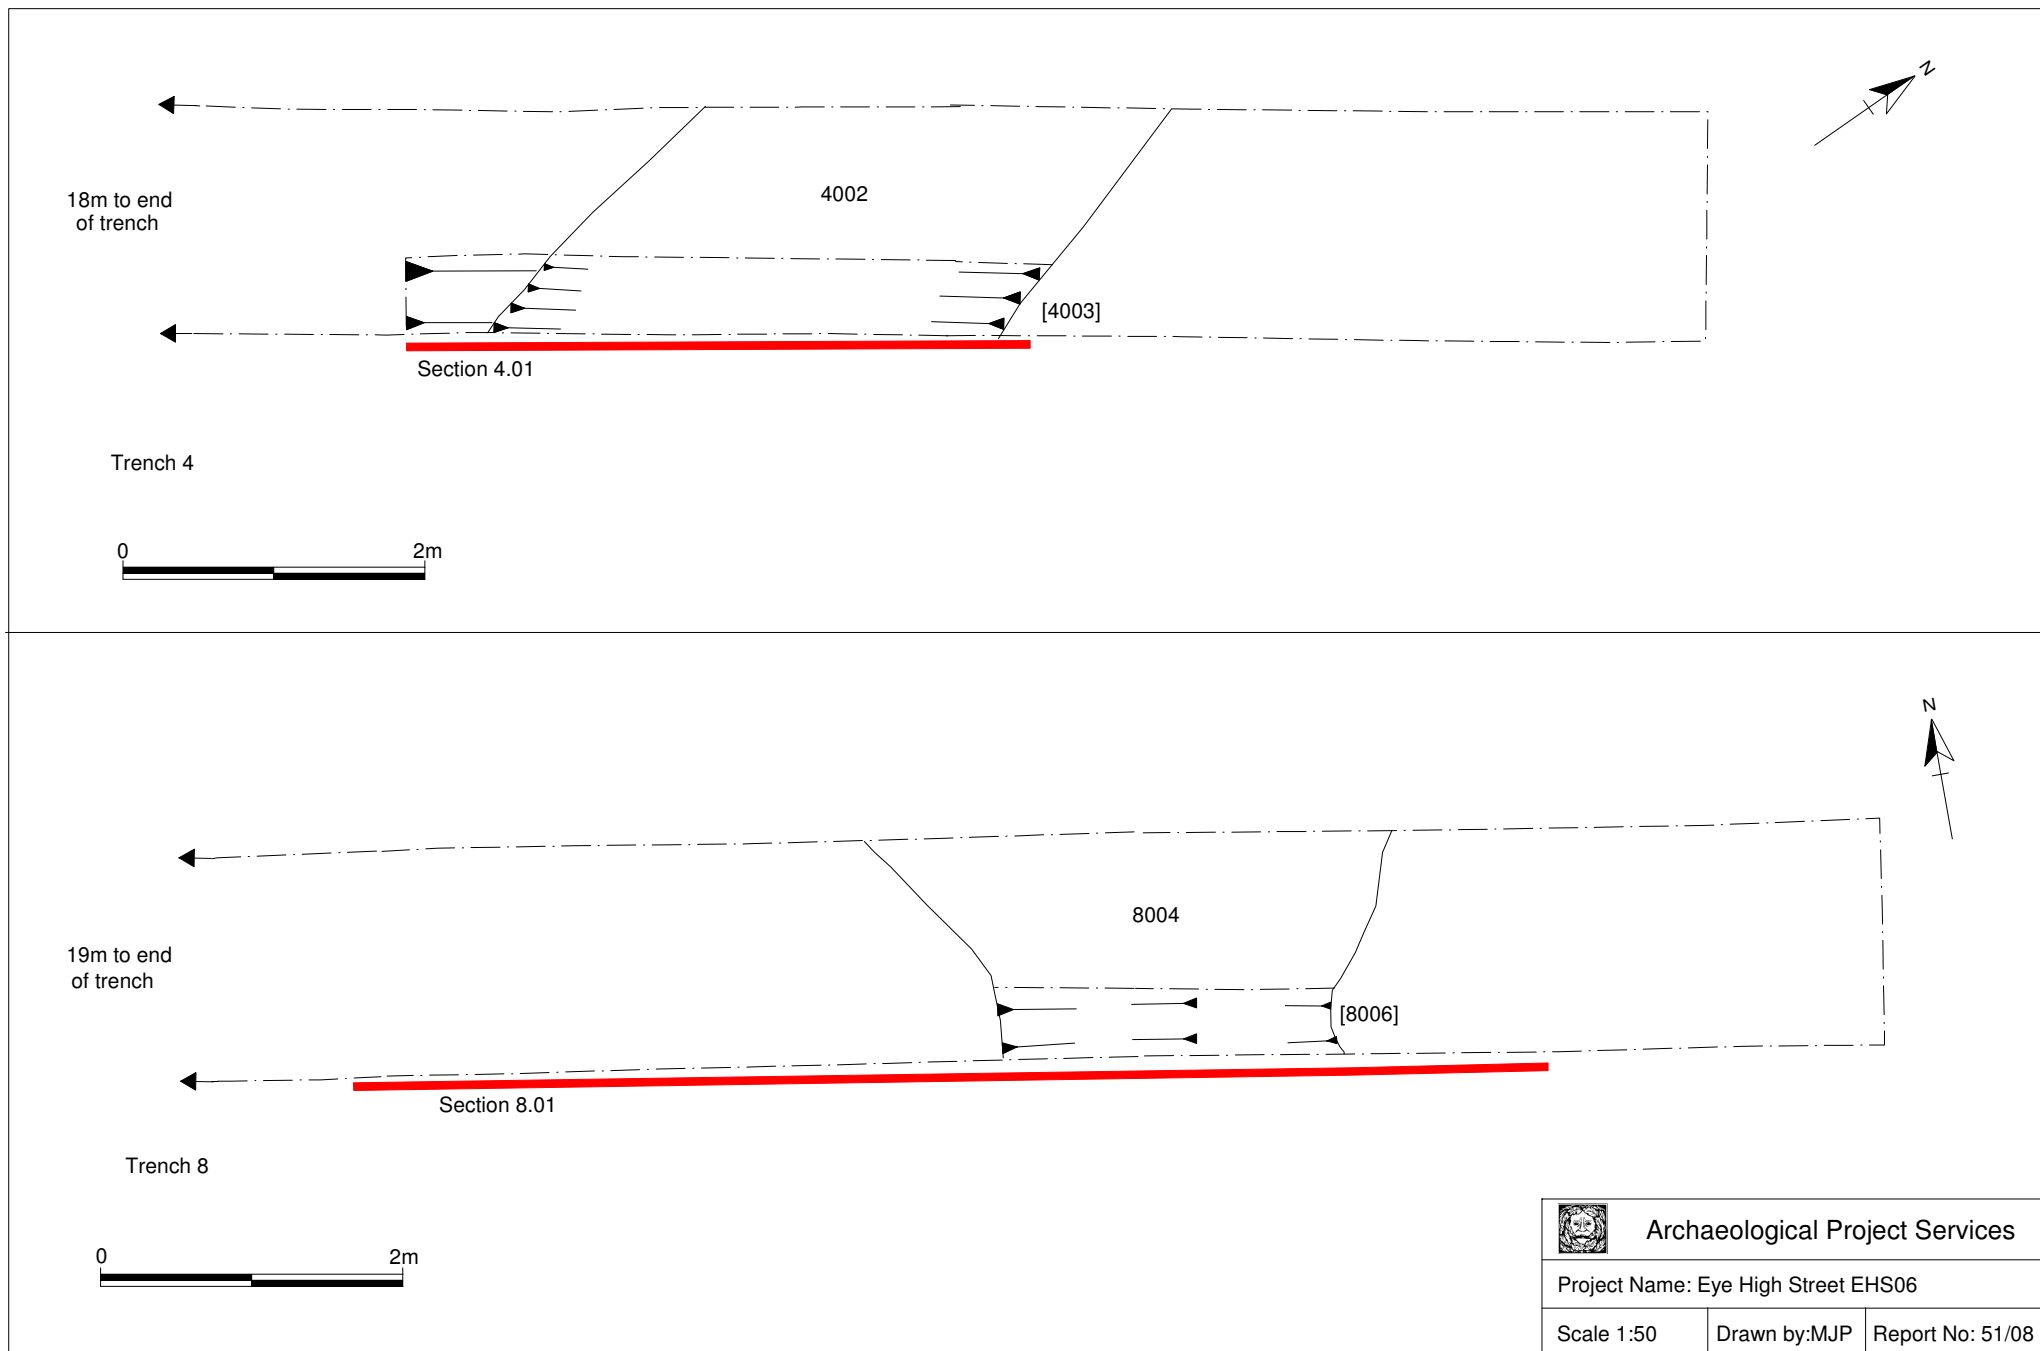 N
18m to end
of trench
4002
[4003]
Section 4.01
Trench 4
0 2m
N
8004
19m to end
of trench
[8006]
Section 8.01
Trench 8
0 2m
Archaeological Project Services
Project Name: Eye High Street EHS06
Scale 1:50 Drawn by:MJP Report No: 51/08